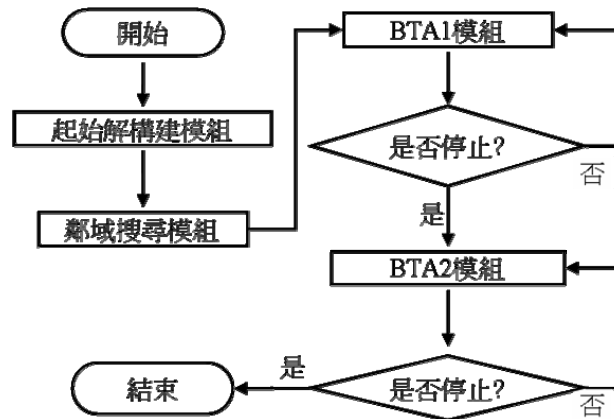 開始
起始解構建模組
鄰域搜尋模組
BTA1模組
是否停止?
否
是
BTA2模組
是否停止?
否
是
結束